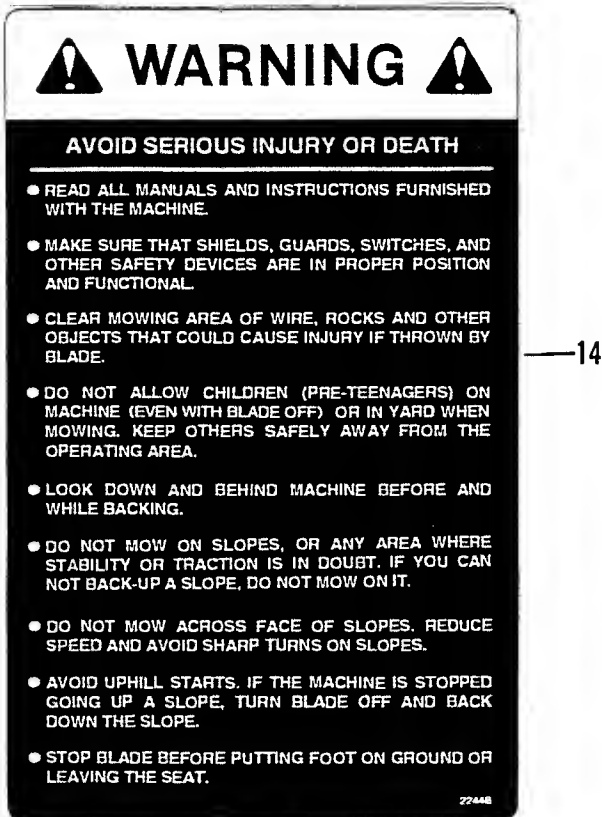 WARNING
AVOID SERIOUS INJURY OR DEATH
● READ ALL MANUALS AND INSTRUCTIONS FURNISHED
WITH THE MACHINE.
● MAKE SURE THAT SHIELDS, GUARDS, SWITCHES, AND
OTHER SAFETY DEVICES ARE IN PROPER POSITION
AND FUNCTIONAL.
● CLEAR MOWING AREA OF WIRE, ROCKS AND OTHER
OBJECTS THAT COULD CAUSE INJURY IF THROWN BY
BLADE.
14
● DO NOT ALLOW CHILDREN (PRE-TEENAGERS) ON
MACHINE (EVEN WITH BLADE OFF) OR IN YARD WHEN
MOWING. KEEP OTHERS SAFELY AWAY FROM THE
OPERATING AREA.
● LOOK DOWN AND BEHIND MACHINE BEFORE AND
WHILE BACKING.
● DO NOT MOW ON SLOPES, OR ANY AREA WHERE
STABILITY OR TRACTION IS IN DOUBT. IF YOU CAN
NOT BACK-UP A SLOPE, DO NOT MOW ON IT.
● DO NOT MOW ACROSS FACE OF SLOPES. REDUCE
SPEED AND AVOID SHARP TURNS ON SLOPES.
● AVOID UPHILL STARTS. IF THE MACHINE IS STOPPED
GOING UP A SLOPE, TURN BLADE OFF AND BACK
DOWN THE SLOPE.
● STOP BLADE BEFORE PUTTING FOOT ON GROUND OR
LEAVING THE SEAT.